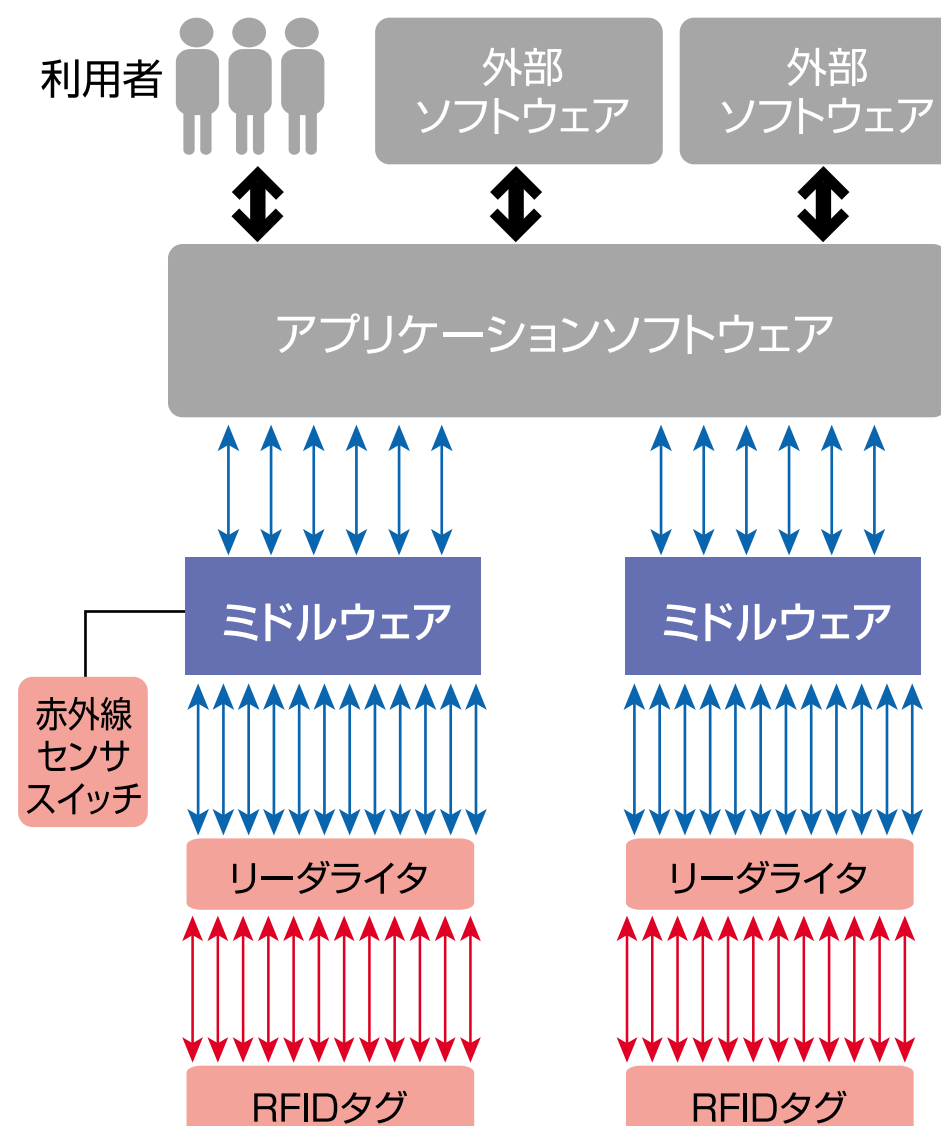 利用者
外部
ソフトウェア
外部
ソフトウェア
アプリケーションソフトウェア
ミドルウェア
ミドルウェア
赤外線
センサ
スイッチ
リーダライタ
リーダライタ
RFIDタグ
RFIDタグ